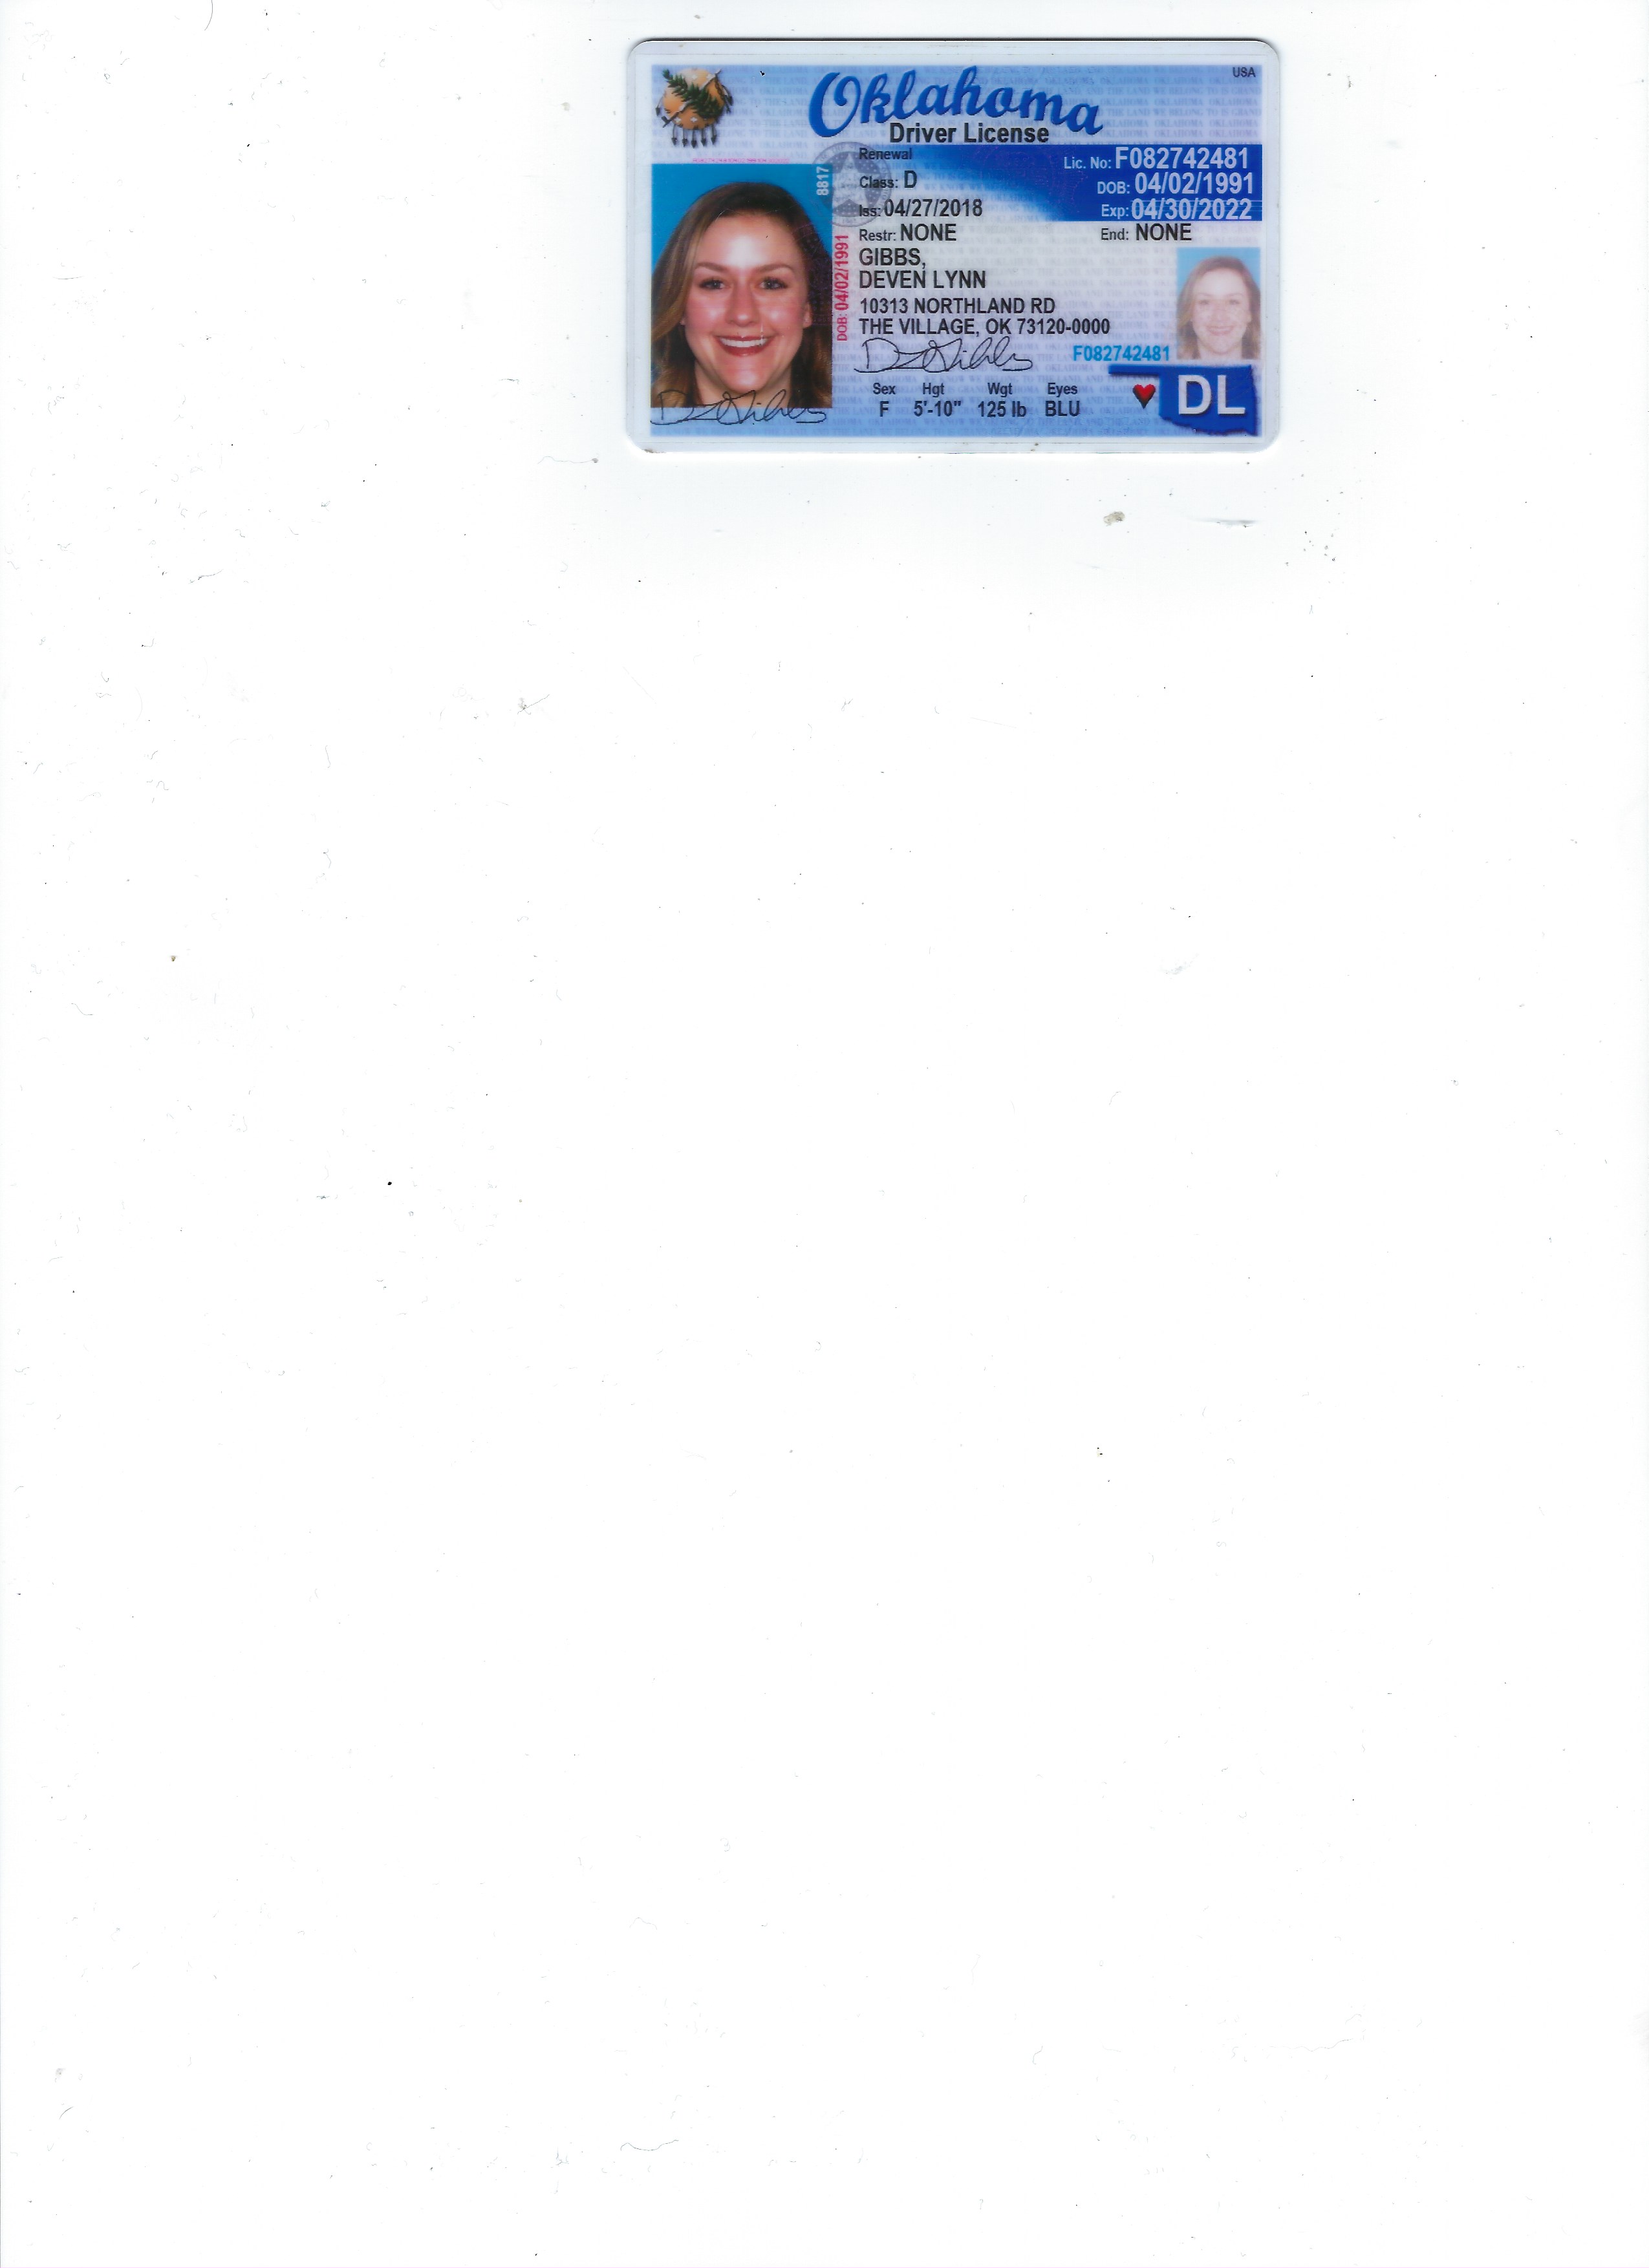 USA
Oklahoma
Driver License
Renewal
Lic. No: F082742481
Class: D
DOB: 04/02/1991
Iss: 04/27/2018
Exp: 04/30/2022
Restr: NONE
End: NONE
GIBBS,
DEVEN LYNN
10313 NORTHLAND RD
THE VILLAGE, OK 73120-0000
F082742481
Sex Hgt Wgt Eyes
F 5'-10" 125 lb BLU
DL
8817
DOB: 04/02/1991